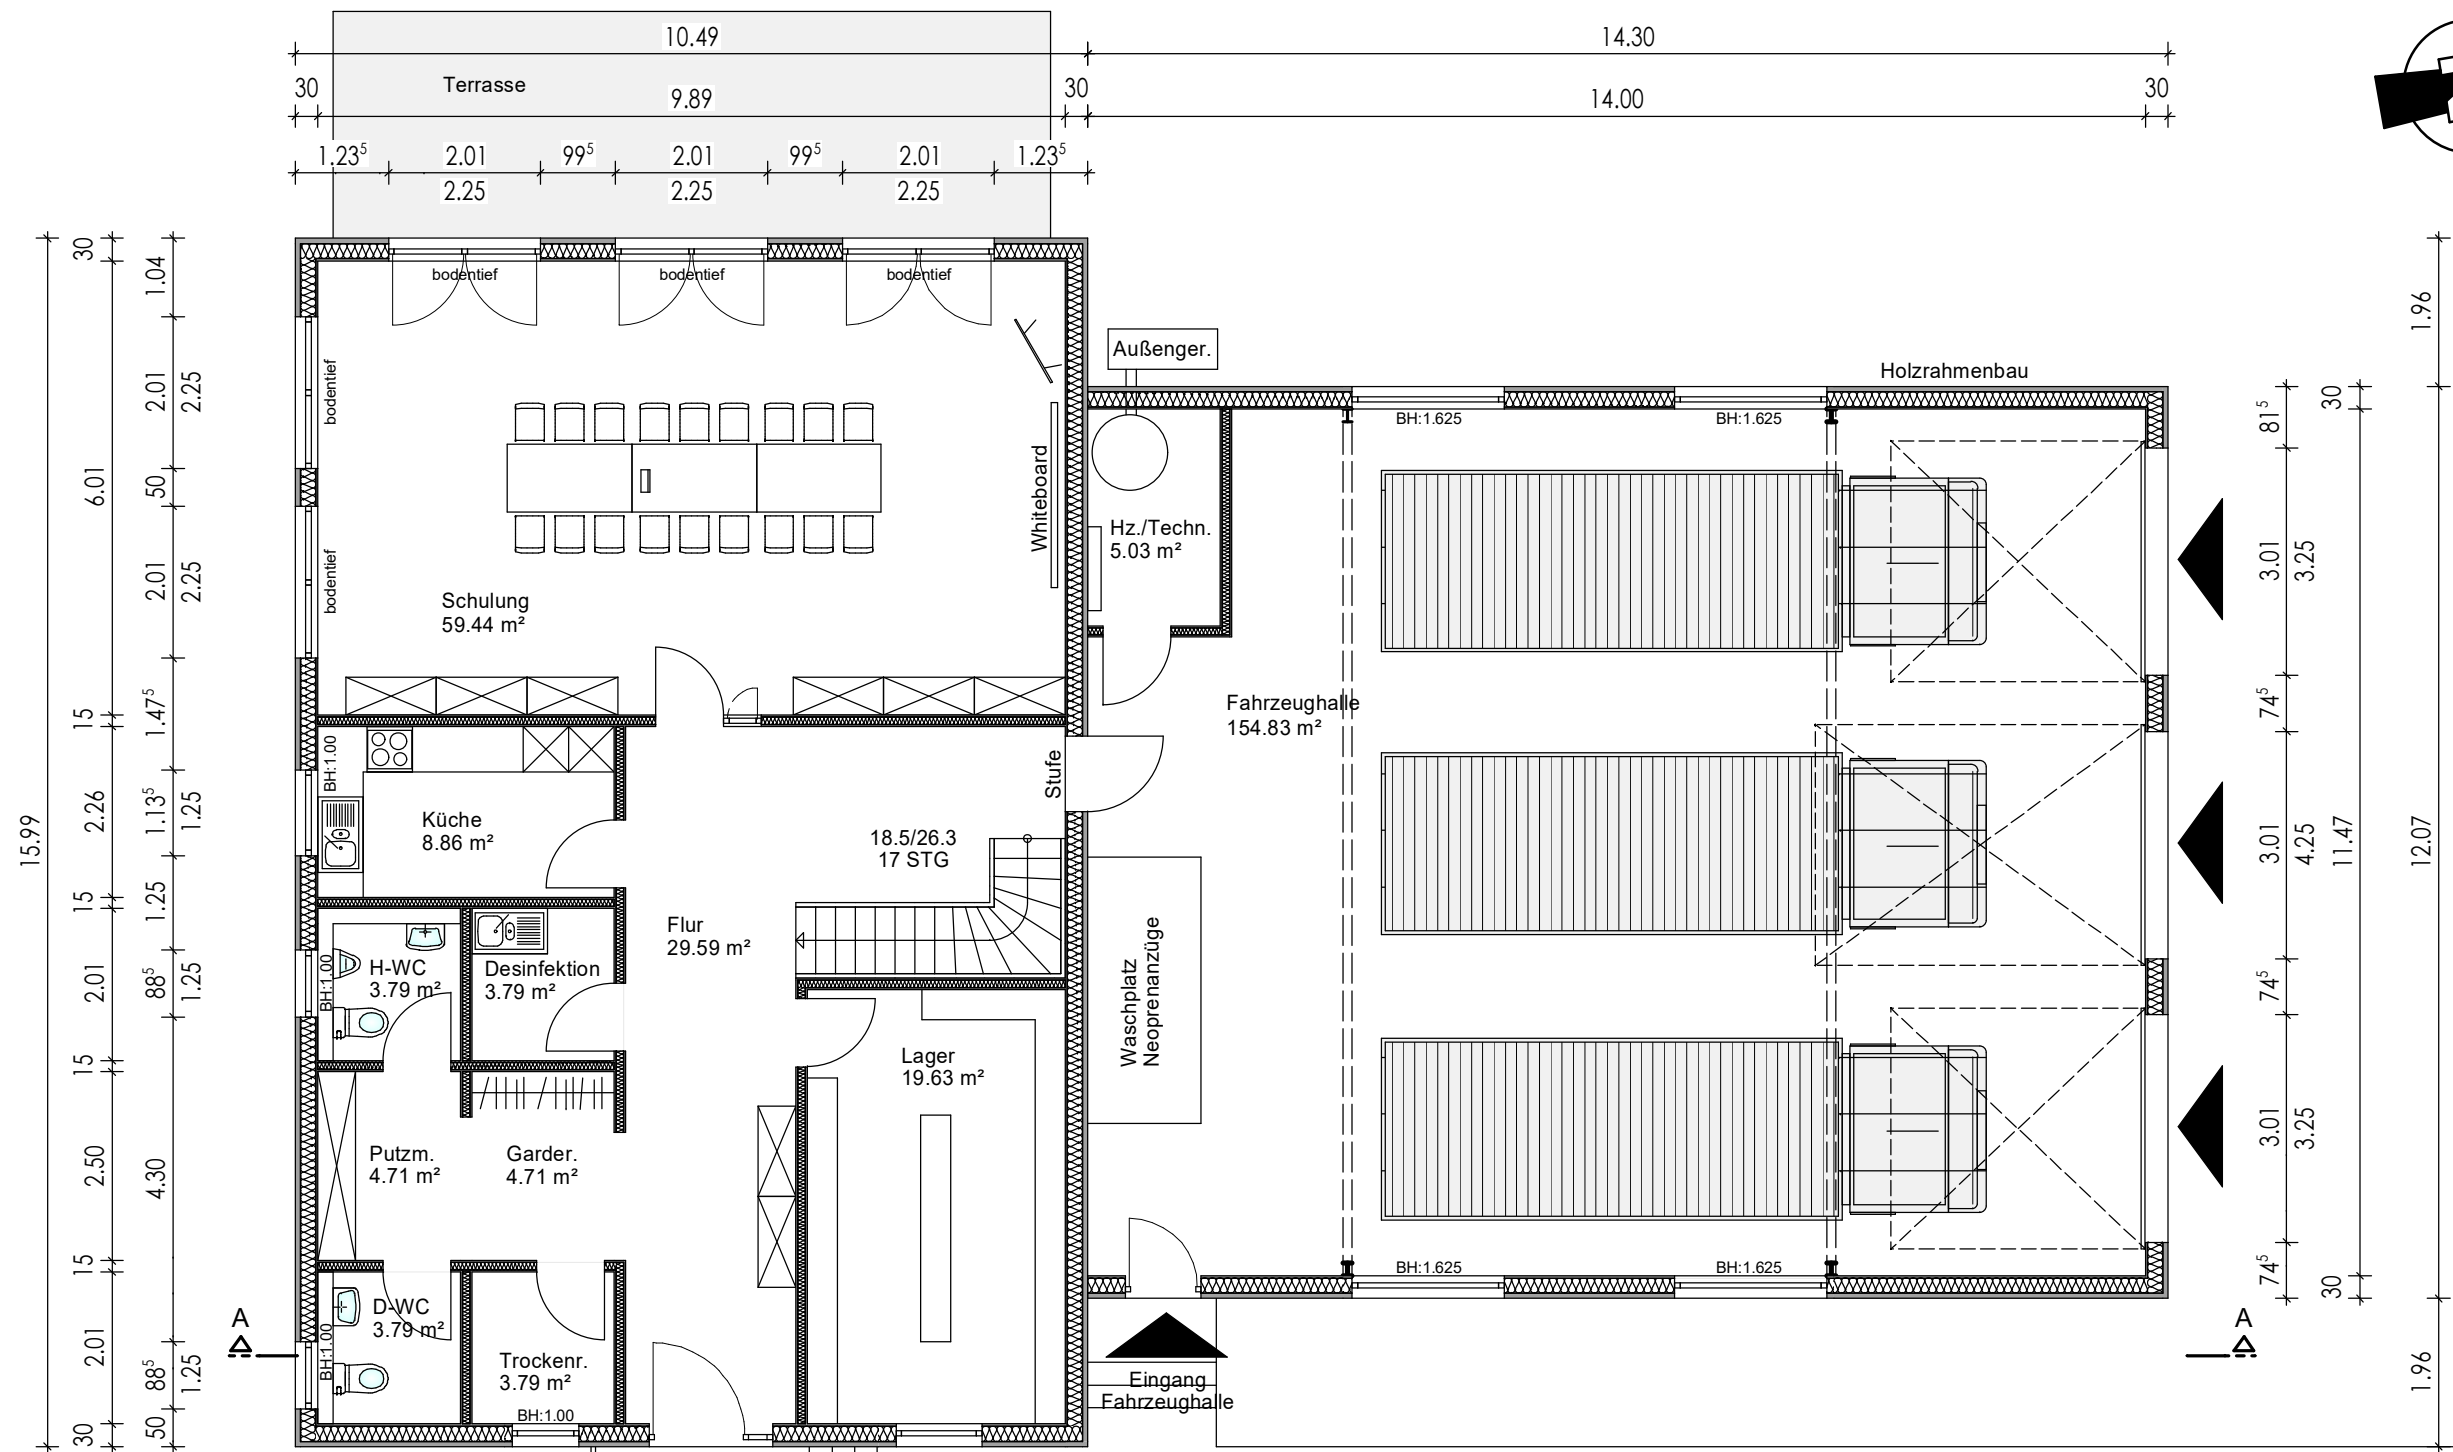 10.49
14.30
Terrasse
30
9.89
30
14.00
30
1.23⁵
2.01
99⁵
2.01
99⁵
2.01
1.23⁵
2.25
2.25
2.25
bodentief
bodentief
bodentief
15.99
30
6.01
15
2.26
15
2.01
15
2.50
15
2.01
30
1.04
2.01
2.25
50
2.01
2.25
1.47⁵
1.13⁵
1.25
1.25
88⁵
1.25
4.30
88⁵
1.25
50
bodentief
bodentief
Whiteboard
Schulung
59.44 m²
Außenger.
Hz./Techn.
5.03 m²
Holzrahmenbau
BH:1.625
BH:1.625
Fahrzeughalle
154.83 m²
BH:1.00
Küche
8.86 m²
Stufe
18.5/26.3
17 STG
Flur
29.59 m²
BH:1.00
H-WC
3.79 m²
Desinfektion
3.79 m²
Waschplatz
Neoprenanzüge
Lager
19.63 m²
Putzm.
4.71 m²
Garder.
4.71 m²
BH:1.00
D-WC
3.79 m²
Trockenr.
3.79 m²
BH:1.00
BH:1.625
BH:1.625
Eingang
Fahrzeughalle
A
A
81⁵
3.01
3.25
74⁵
3.01
4.25
74⁵
3.01
3.25
74⁵
30
11.47
30
1.96
12.07
1.96